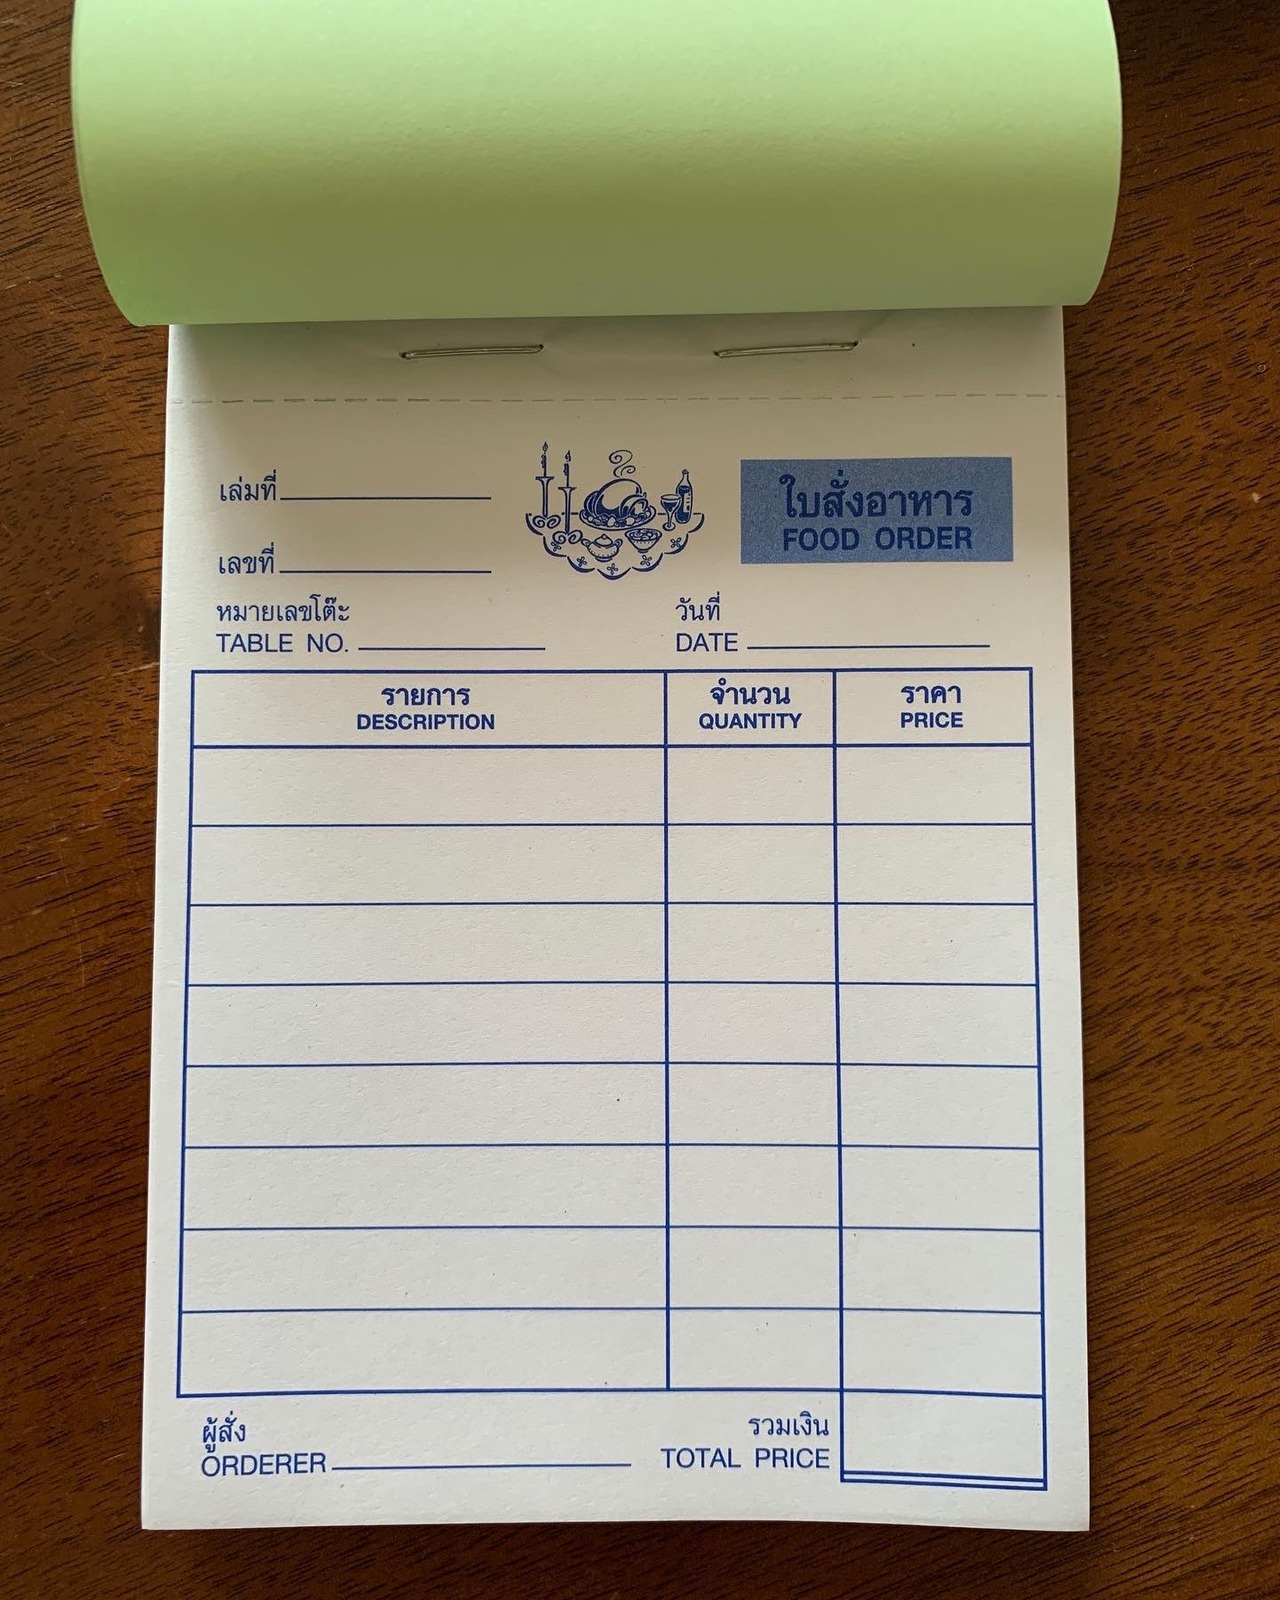 เล่มที่
ใบสั่งอาหาร
FOOD ORDER
เลขที่
หมายเลขโต๊ะ
TABLE NO.
วันที่
DATE
รายการ
DESCRIPTION
จำนวน
QUANTITY
ราคา
PRICE
ผู้สั่ง
ORDERER
รวมเงิน
TOTAL PRICE